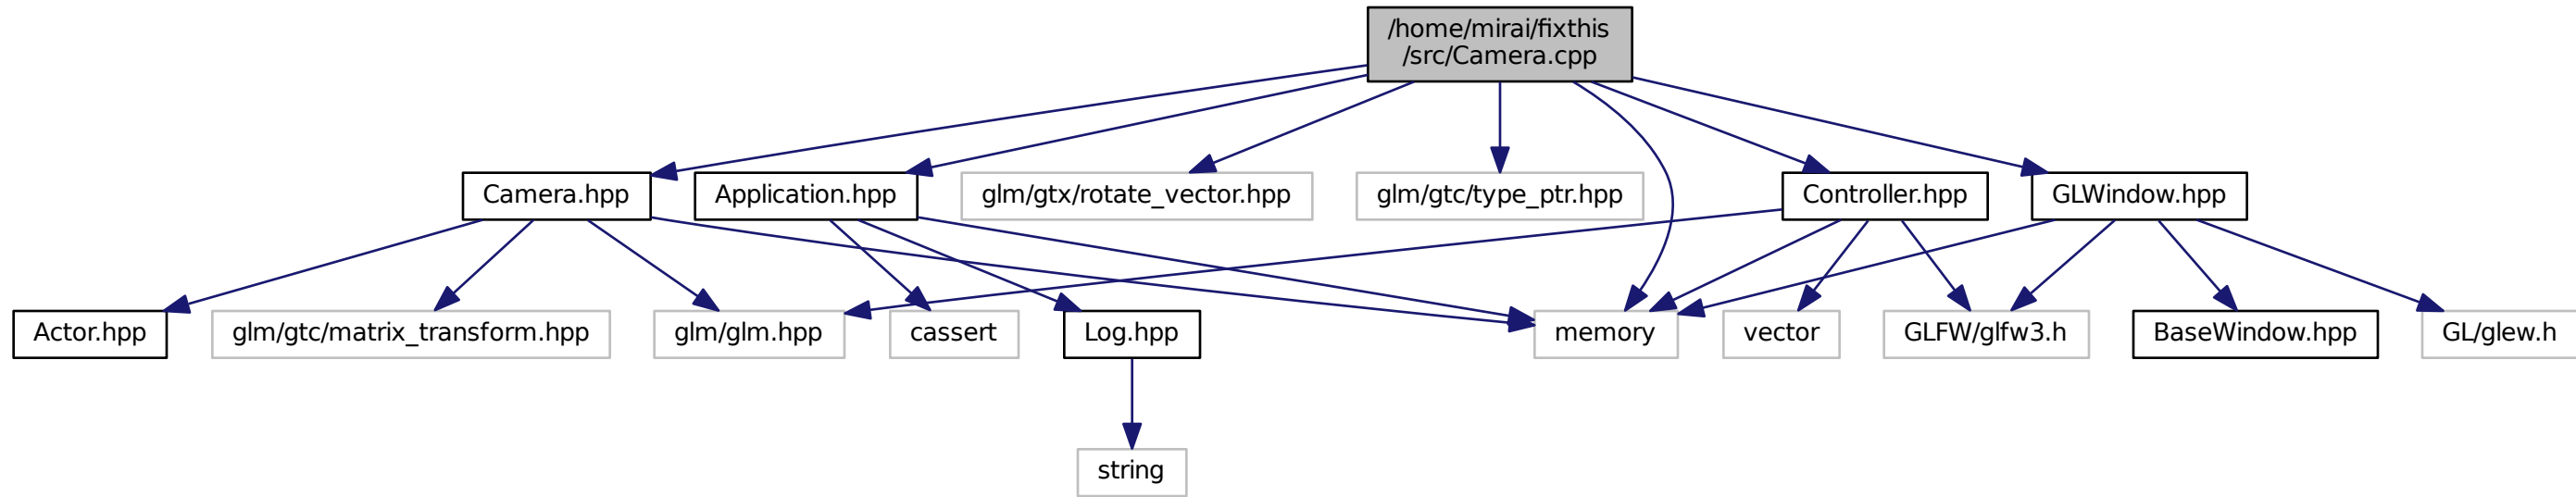 /home/mirai/fixthis
/src/Camera.cpp
Camera.hpp
Application.hpp
glm/gtx/rotate_vector.hpp
glm/gtc/type_ptr.hpp
Controller.hpp
GLWindow.hpp
Actor.hpp
glm/gtc/matrix_transform.hpp
glm/glm.hpp
cassert
Log.hpp
memory
vector
GLFW/glfw3.h
BaseWindow.hpp
GL/glew.h
string